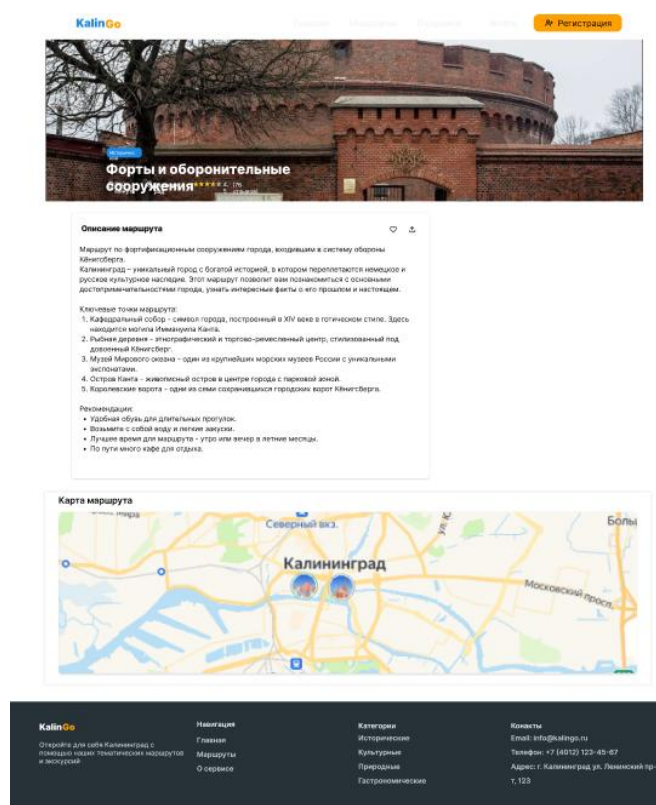 KalinGo
Главная Маршруты О сервисе Войти Регистрация
Форты и оборонительные
сооружения
Описание маршрута
Маршрут по фортификационным сооружениям города, входившим в систему обороны
Кёнигсберга.
Калининград – уникальный город с богатой историей, в котором переплетаются немецкое и
русское культурное наследие. Этот маршрут позволит вам познакомиться с основными
достопримечательностями города, узнать интересные факты о его прошлом и настоящем.
Ключевые точки маршрута:
1. Кафедральный собор - символ города, построенный в XIV веке в готическом стиле. Здесь
находится могила Иммануила Канта.
2. Рыбная деревня – этнографический и торгово-ремесленный центр, стилизованный под
довоенный Кёнигсберг.
3. Музей Мирового океана – один из крупнейших морских музеев России с уникальными
экспонатами.
4. Остров Канта – живописный остров в центре города с парковой зоной.
5. Королевские ворота – одни из семи сохранившихся городских ворот Кёнигсберга.
Рекомендации:
• Удобная обувь для длительных прогулок.
• Возьмите с собой воду и легкие закуски.
• Лучшее время для маршрута - утро или вечер в летние месяцы.
• По пути много кафе для отдыха.
Карта маршрута
Северный вкз.
Калининград
Московский просп.
KalinGo
Откройте для себя Калининград с
помощью наших тематических маршрутов
и экскурсий
Навигация
Главная
Маршруты
О сервисе
Категории
Исторические
Культурные
Природные
Гастрономические
Конакты
Email: info@kalingo.ru
Телефон: +7 (4012) 123-45-67
Адрес: г. Калининград ул. Ленинский пр-
т, 123